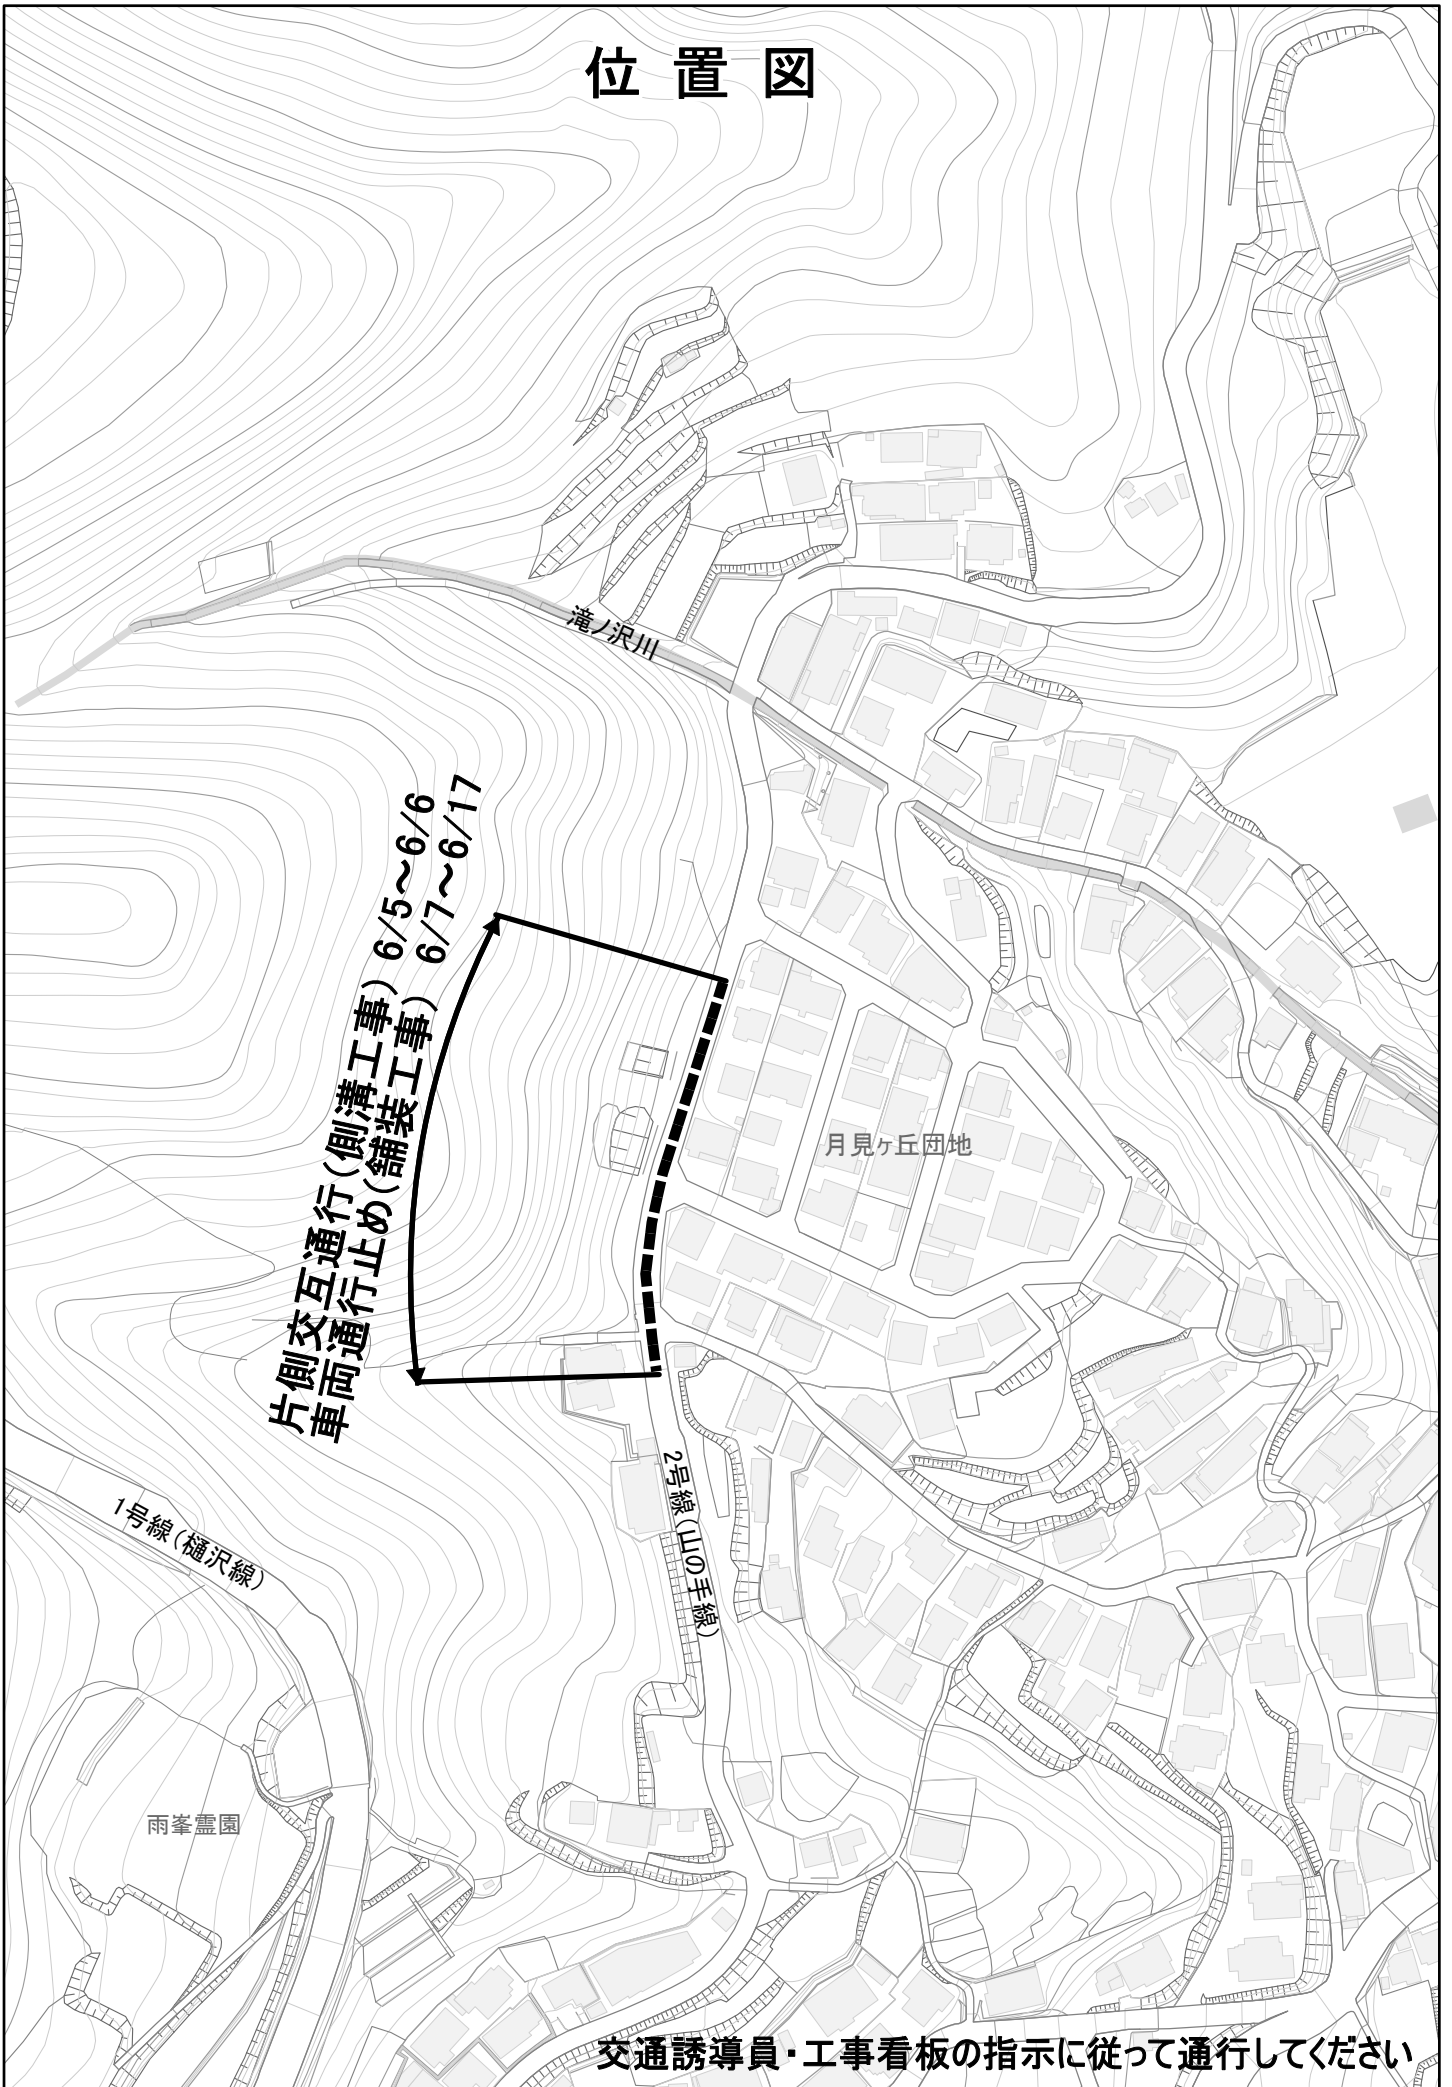 位置図
滝ノ沢川
片側交互通行(側溝工事) 6/5～6/6
車両通行止め(舗装工事) 6/7～6/17
月見ヶ丘団地
2号線(山の手線)
1号線(樋沢線)
雨峯霊園
交通誘導員・工事看板の指示に従って通行してください